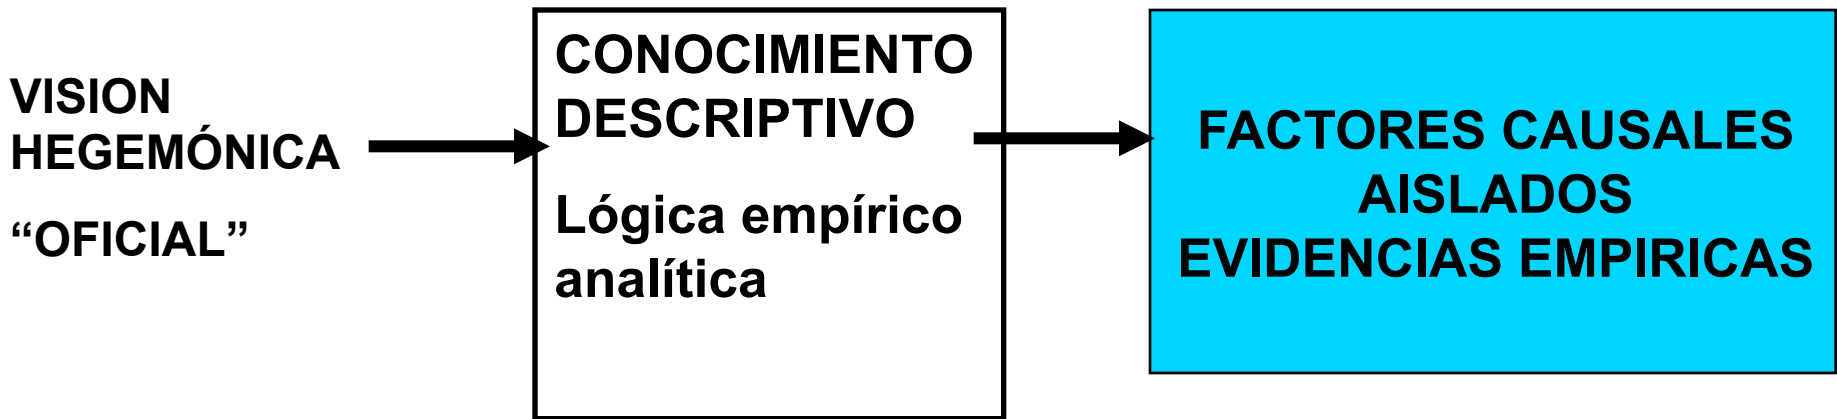 VISION
HEGEMÓNICA
“OFICIAL”
CONOCIMIENTO
DESCRIPTIVO
Lógica empírico
analítica
FACTORES CAUSALES
AISLADOS
EVIDENCIAS EMPIRICAS